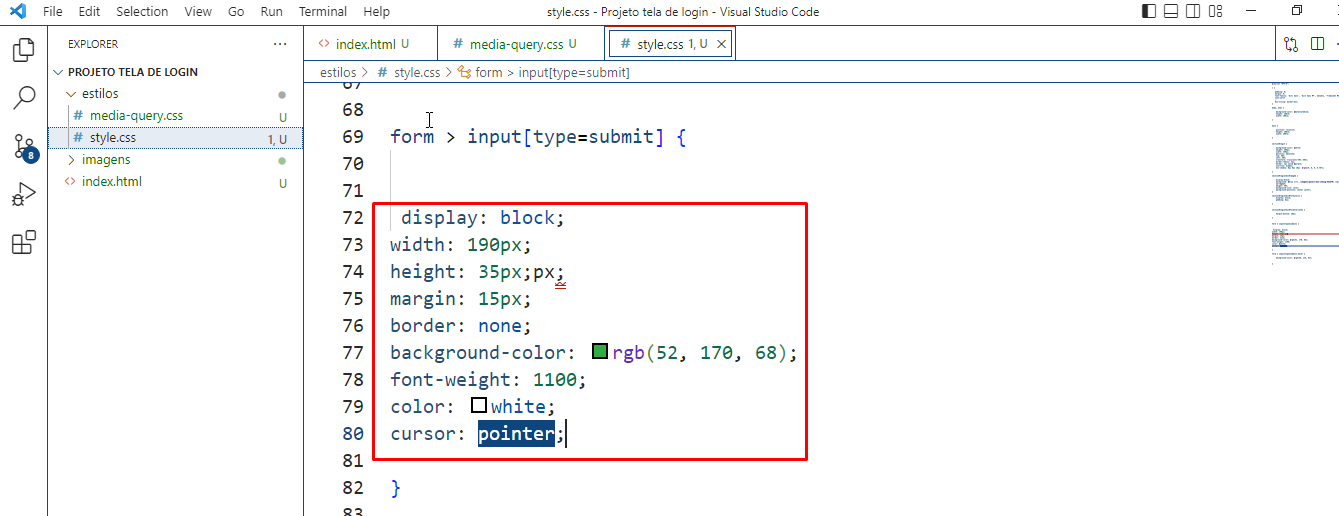 File Edit Selection View Go Run Terminal Help
style.css - Projeto tela de login - Visual Studio Code
EXPLORER ...
PROJETO TELA DE LOGIN
estilos
# media-query.css U
# style.css 1, U
imagens
<> index.html U
8
<> index.html U
# media-query.css U
# style.css 1, U
estilos > # style.css > form > input[type=submit]
67
68
69 form > input[type=submit] {
70
71
72 display: block;
73 width: 190px;
74 height: 35px;px;
75 margin: 15px;
76 border: none;
77 background-color: rgb(52, 170, 68);
78 font-weight: 1100;
79 color: white;
80 cursor: pointer;
81
82 }
83